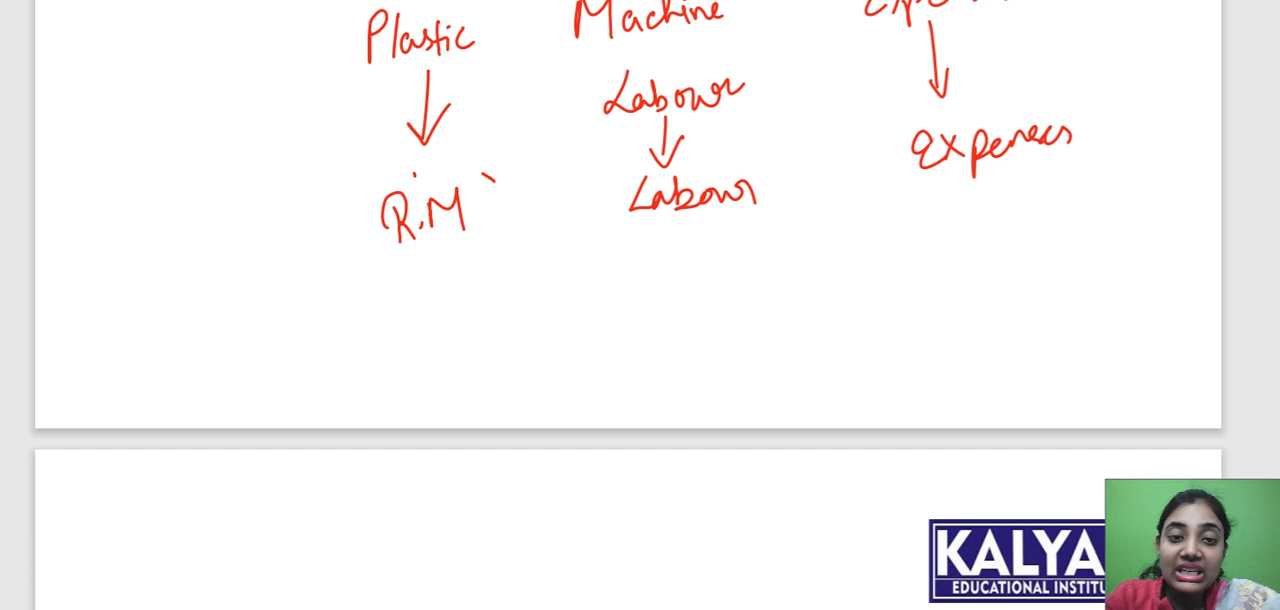 Plastic
Machine
Labour
Labour
R.M
Expenses
KALYA
EDUCATIONAL INSTITU